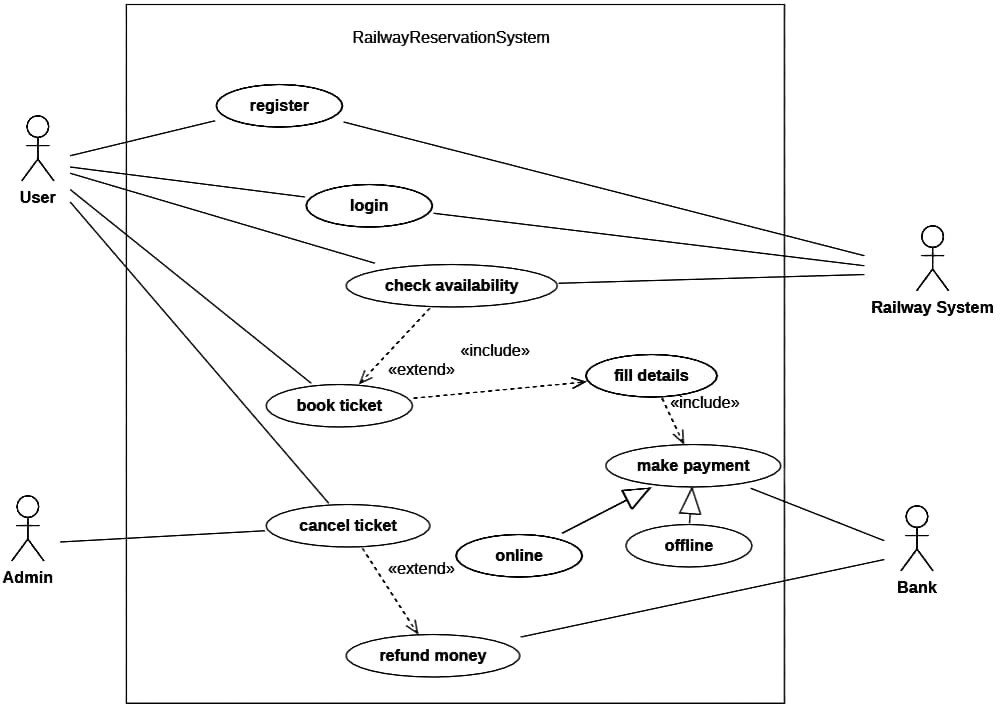 RailwayReservationSystem
register
User
login
check availability
Railway System
«include»
«extend»
fill details
book ticket
«include»
make payment
cancel ticket
online
offline
Admin
«extend»
Bank
refund money